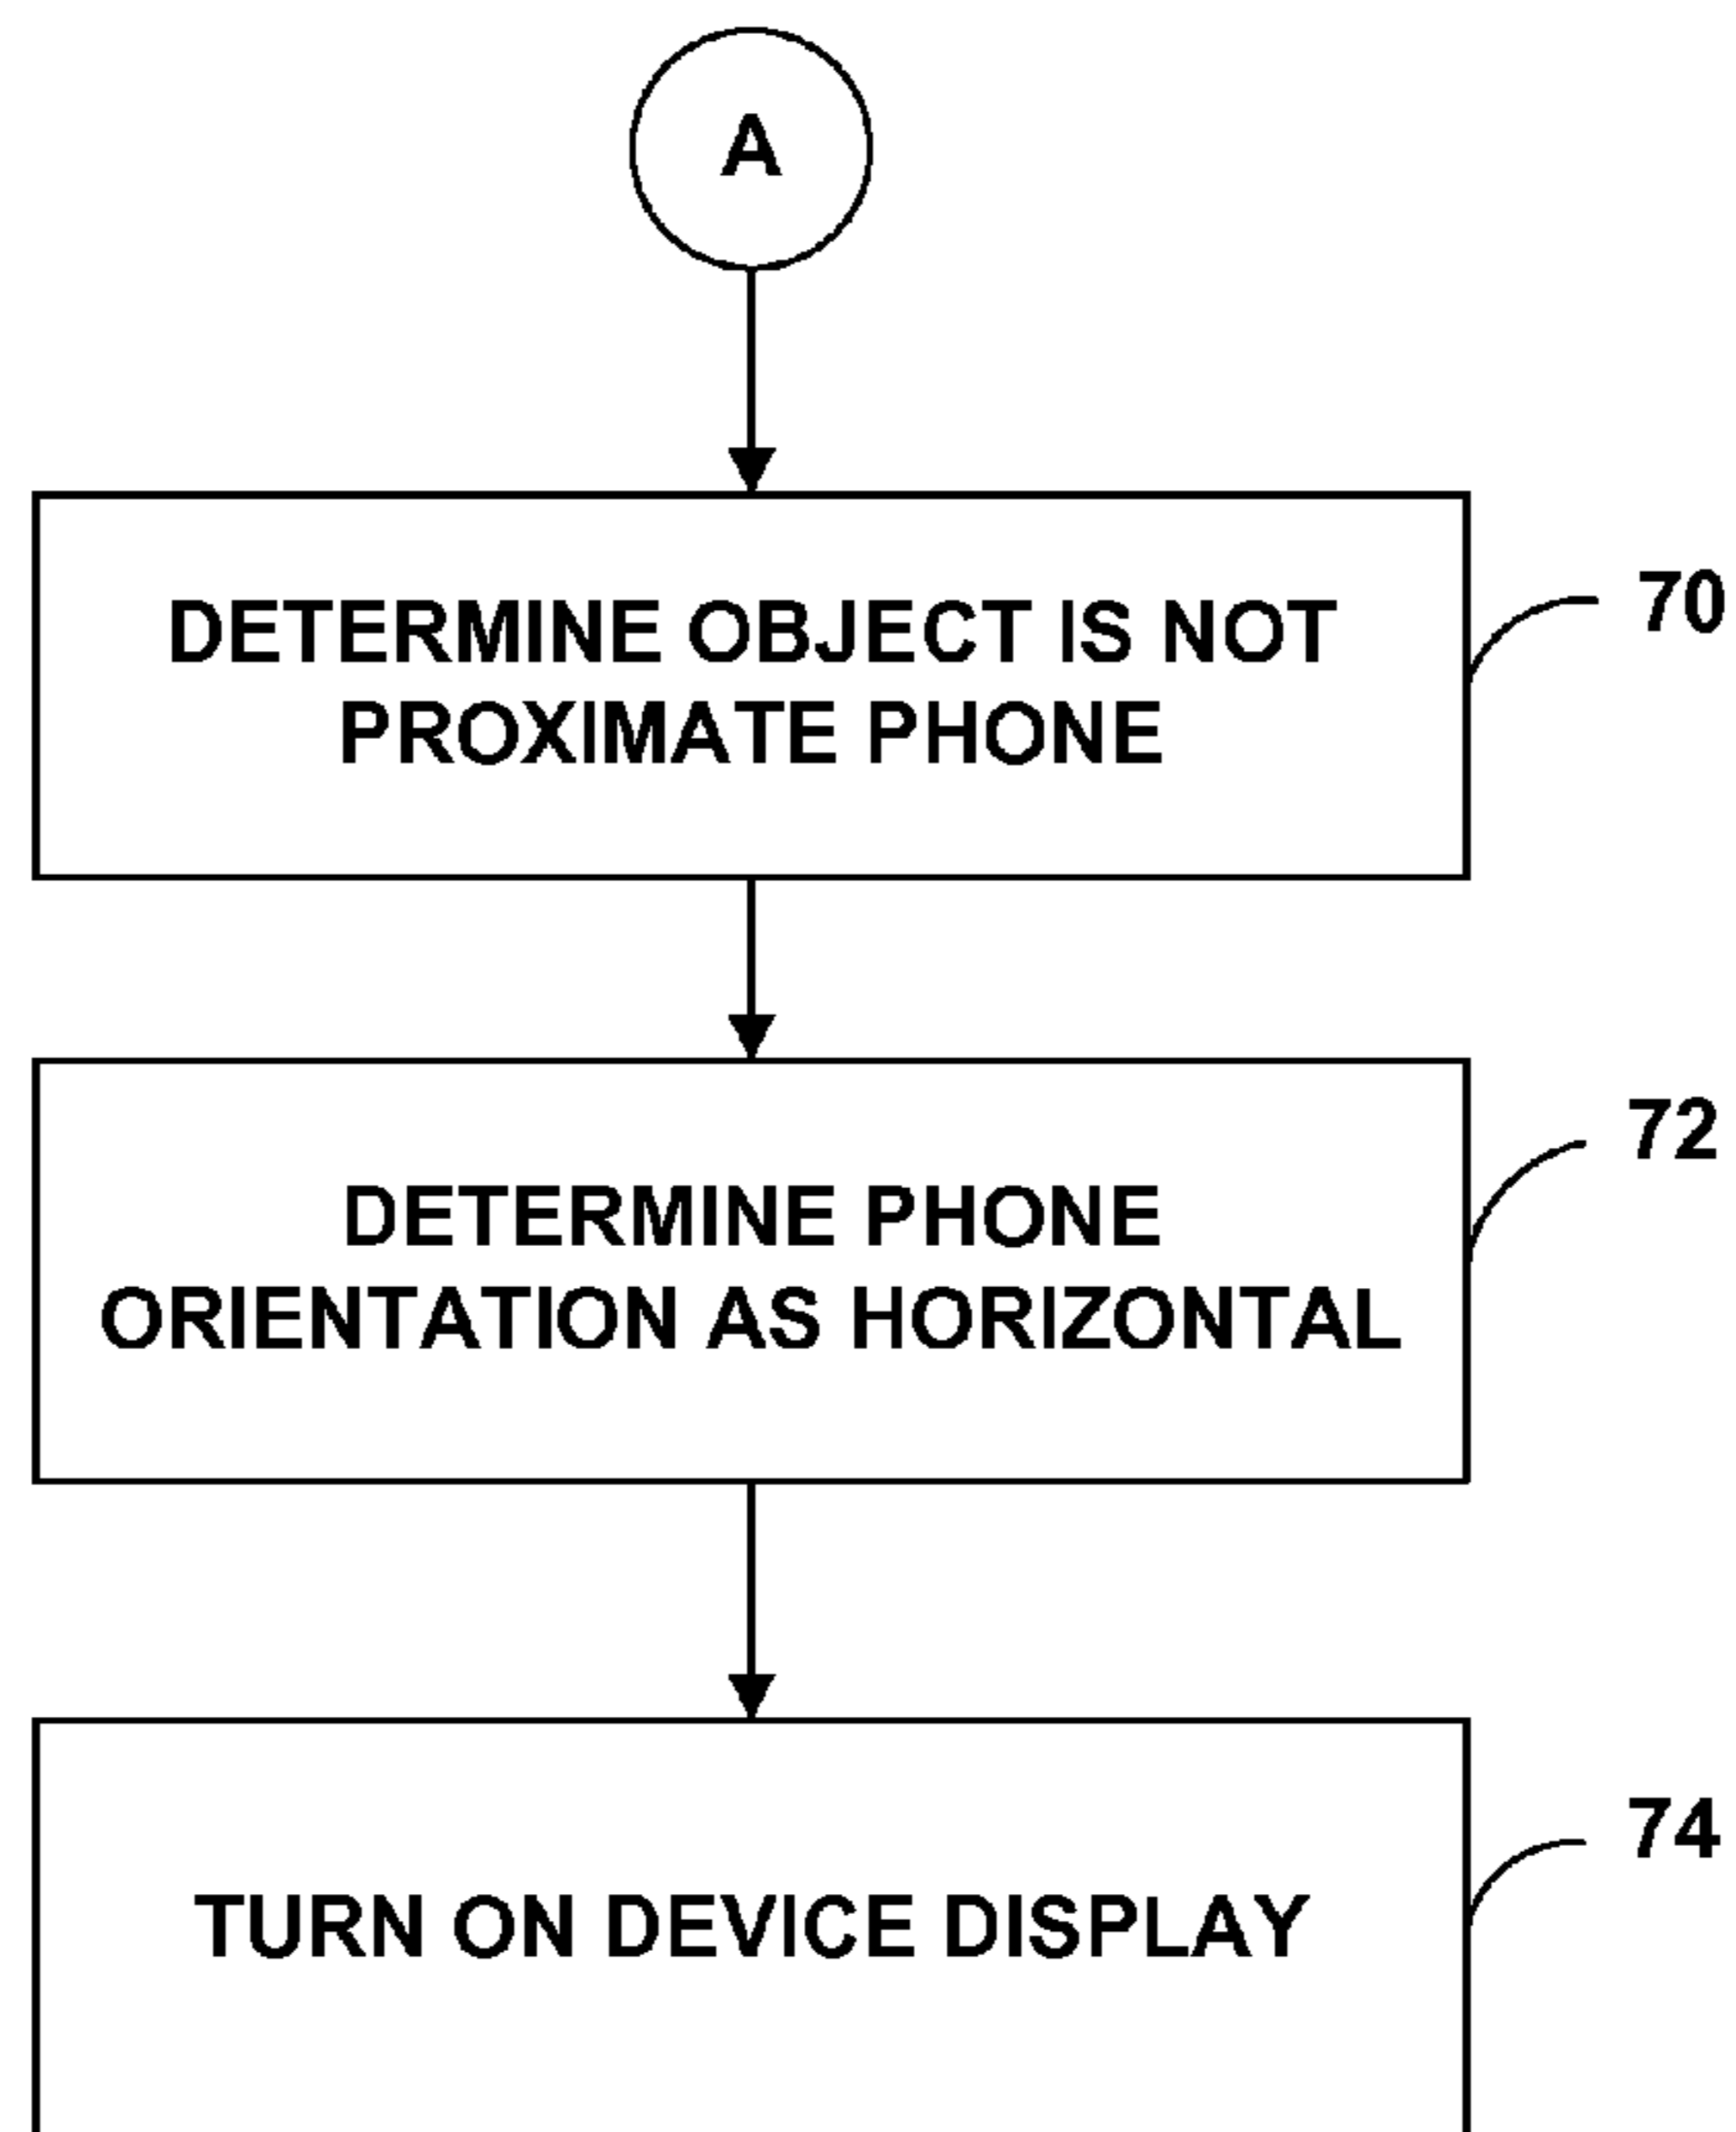 A
DETERMINE OBJECT IS NOT
PROXIMATE PHONE
70
DETERMINE PHONE
ORIENTATION AS HORIZONTAL
72
TURN ON DEVICE DISPLAY
74